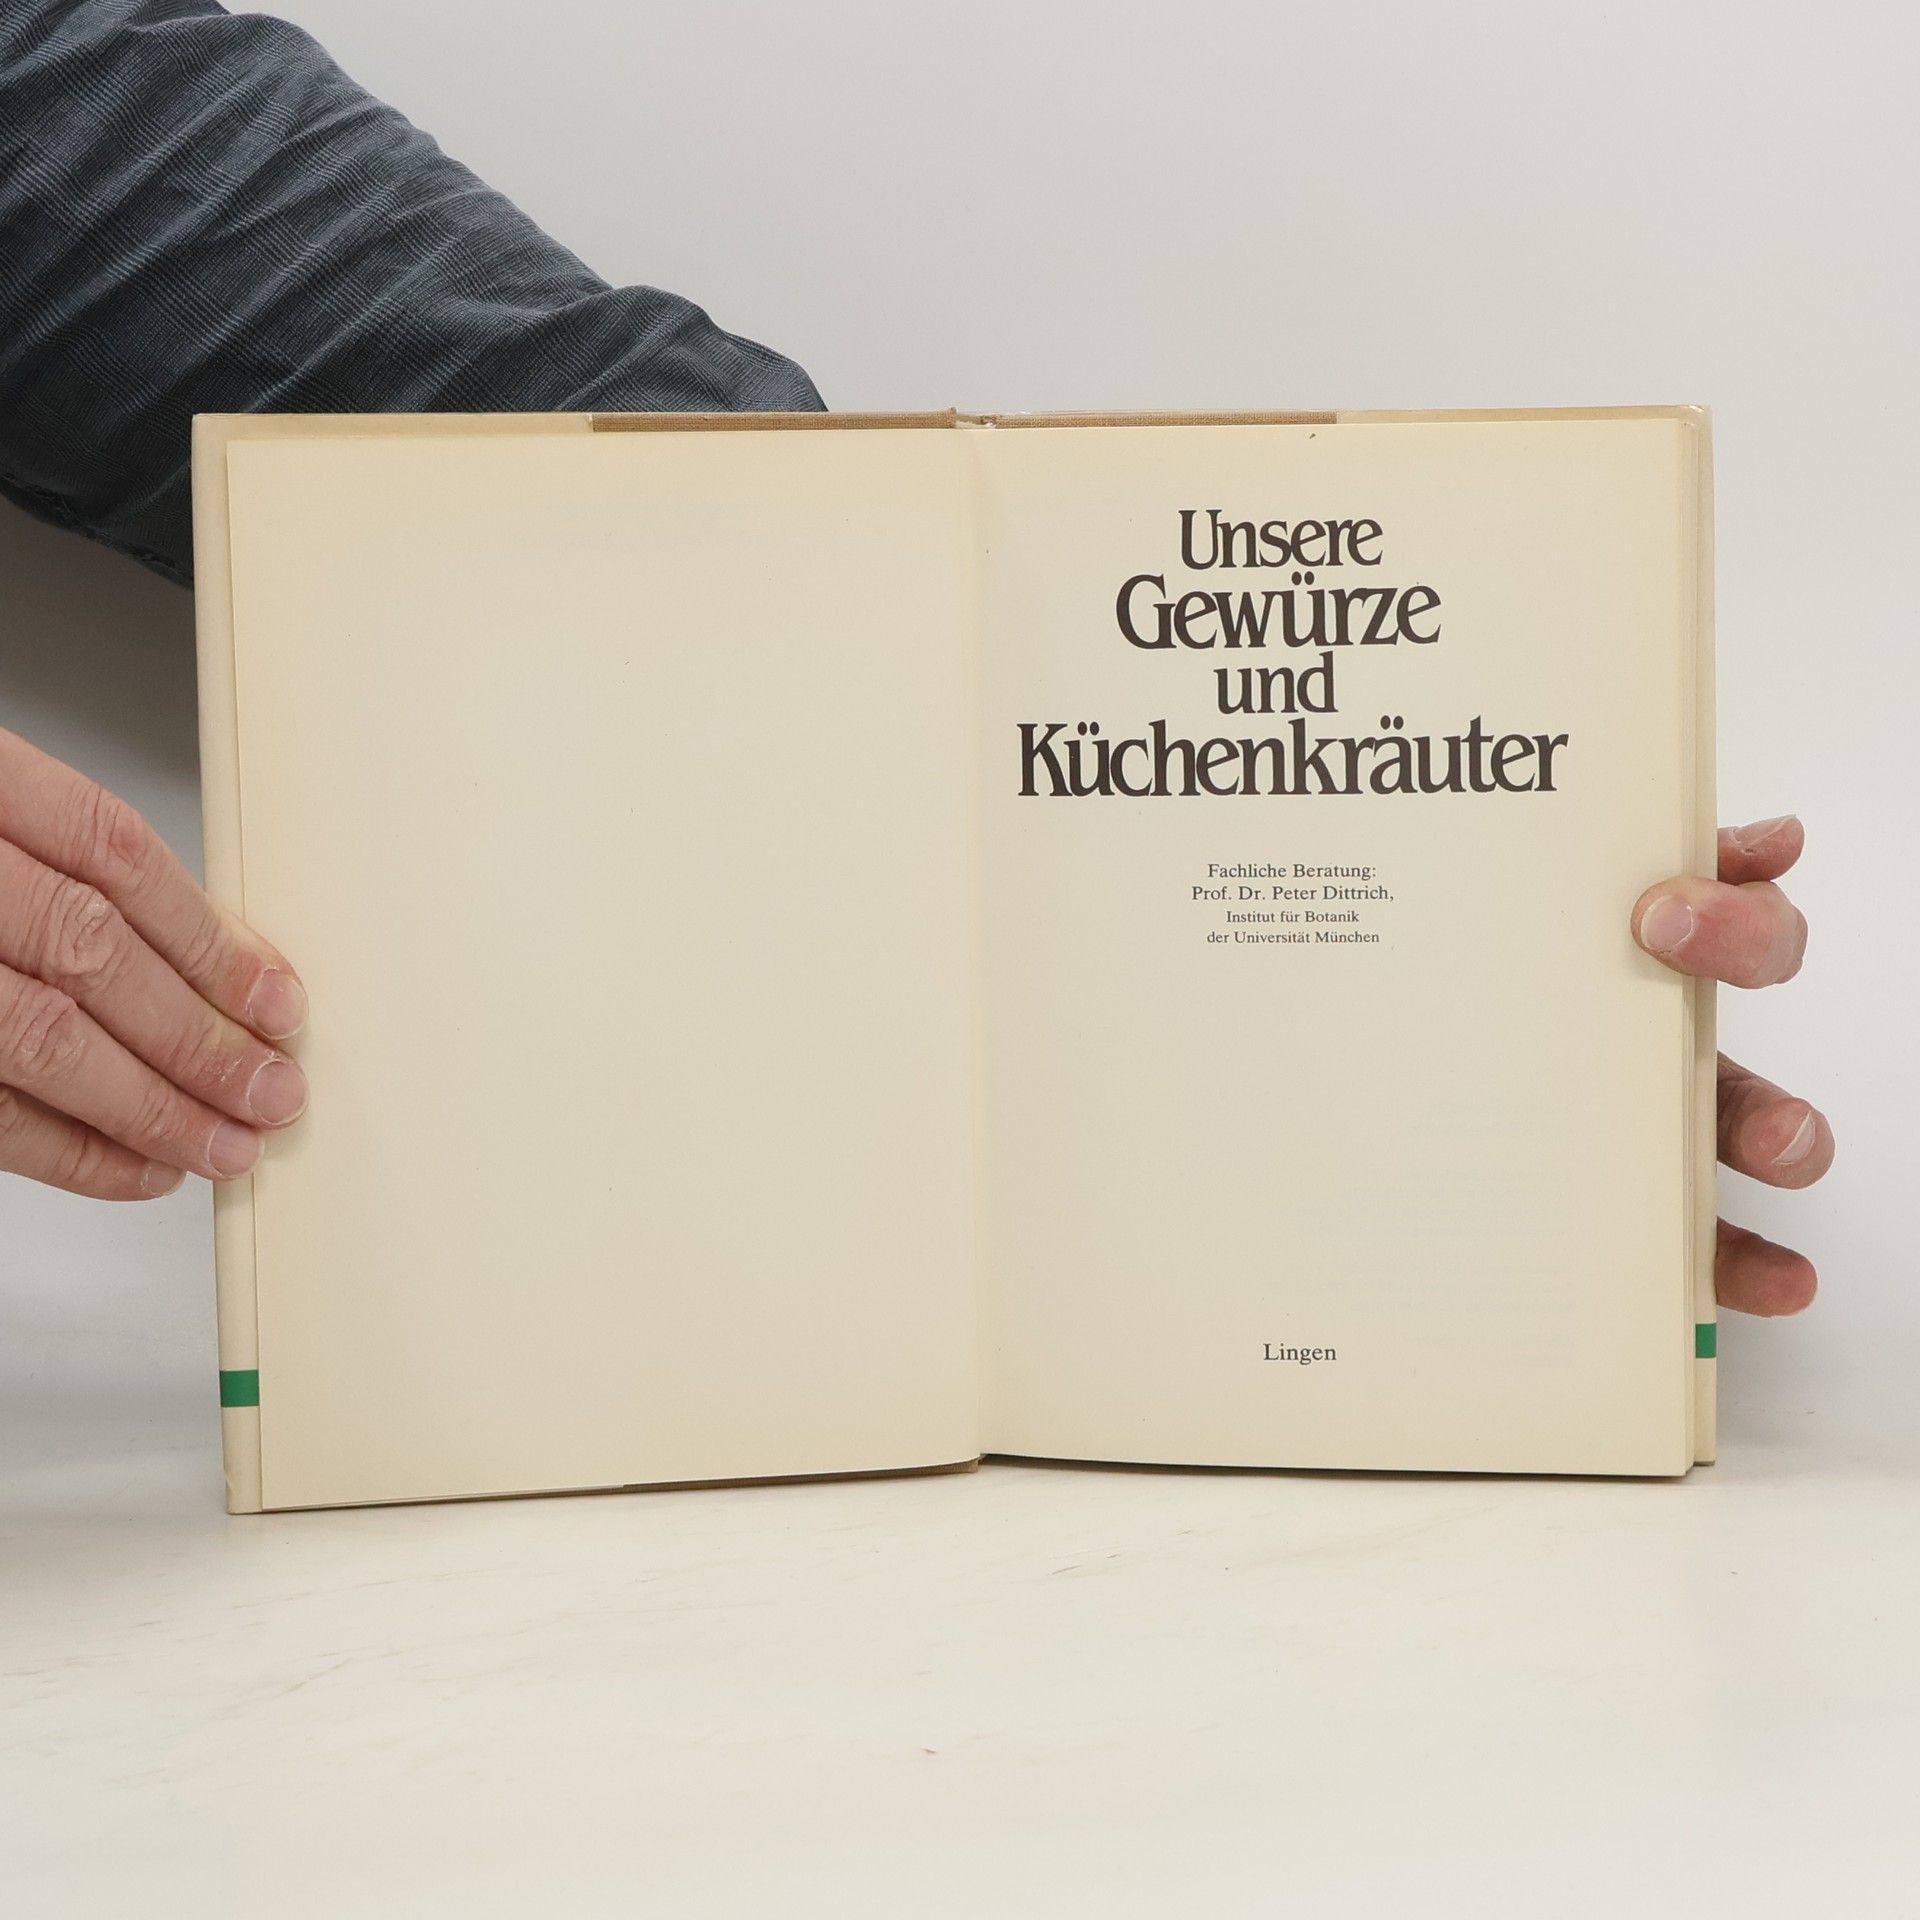 Unsere
Gewürze
und
Küchenkräuter
Fachliche Beratung:
Prof. Dr. Peter Dittrich,
Institut für Botanik
der Universität München
Lingen